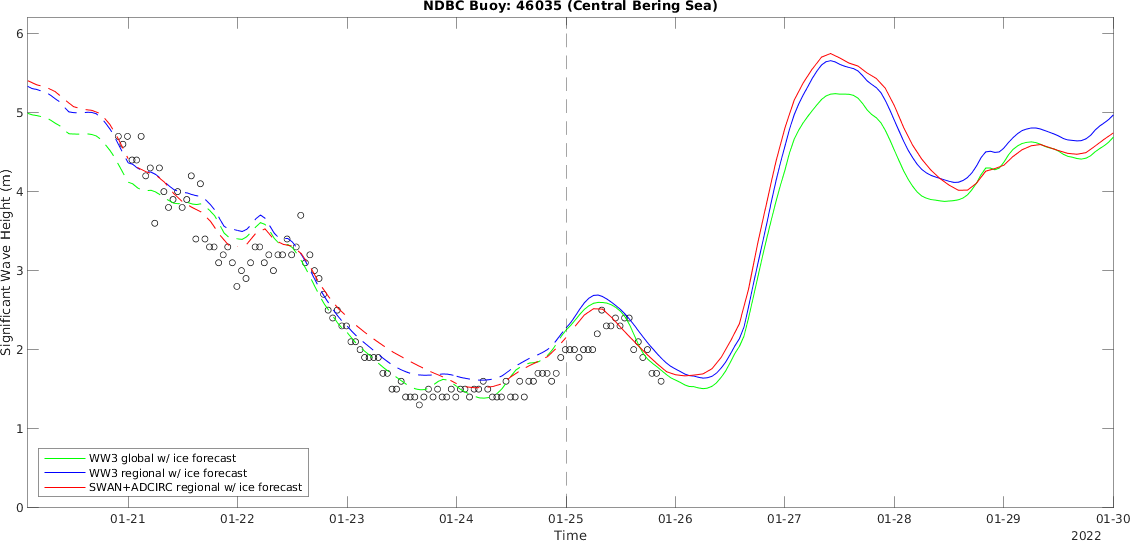 NDBC Buoy: 46035 (Central Bering Sea)
Significant Wave Height (m)
6
5
4
3
2
1
0
WW3 global w/ ice forecast
WW3 regional w/ ice forecast
SWAN+ADCIRC regional w/ ice forecast
01-21 01-22 01-23 01-24 01-25 01-26 01-27 01-28 01-29 01-30
Time
2022